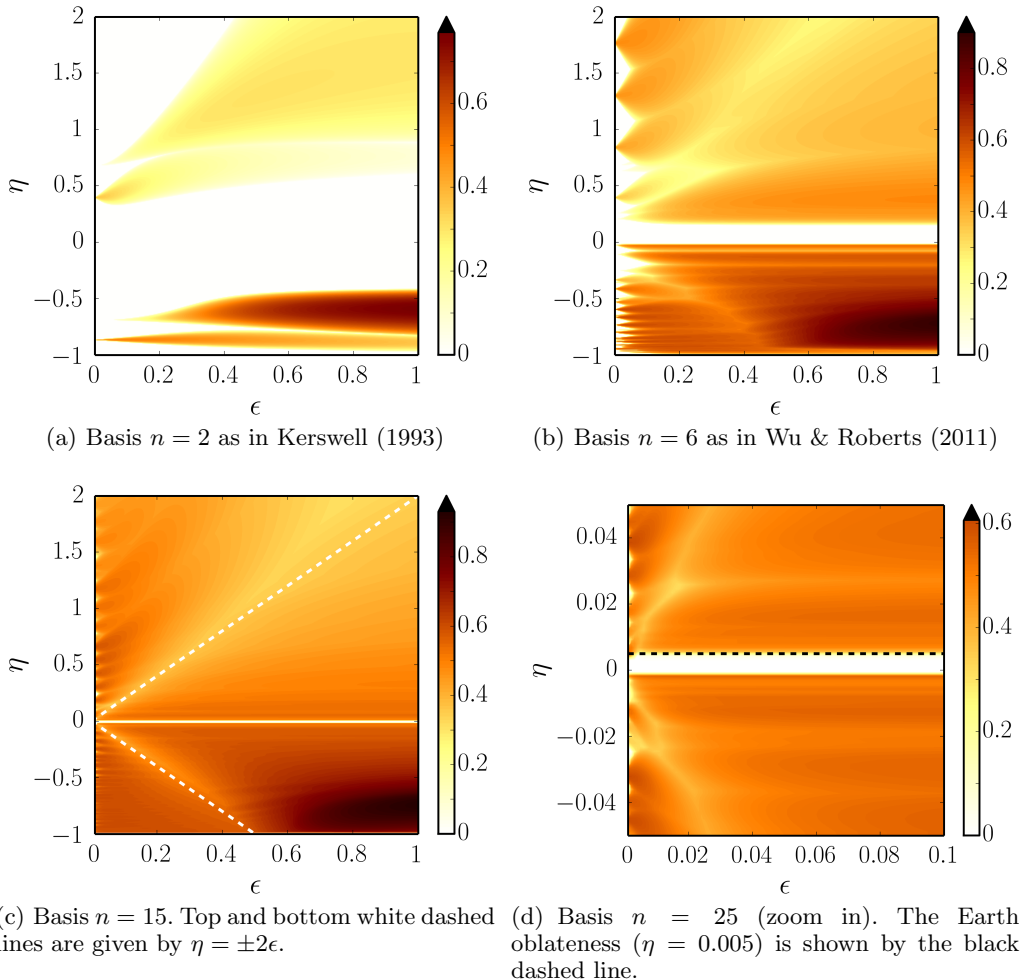 2
1.5
1
0.5
0
−0.5
−1
η
0 0.2 0.4 0.6 0.8 1
ϵ
0.6
0.4
0.2
0
(a) Basis n = 2 as in Kerswell (1993)
2
1.5
1
0.5
0
−0.5
−1
η
0 0.2 0.4 0.6 0.8 1
ϵ
0.8
0.6
0.4
0.2
0
(b) Basis n = 6 as in Wu & Roberts (2011)
2
1.5
1
0.5
0
−0.5
−1
η
0 0.2 0.4 0.6 0.8 1
ϵ
0.8
0.6
0.4
0.2
0
(c) Basis n = 15. Top and bottom white dashed
lines are given by η = ±2ϵ.
0.04
0.02
0
−0.02
−0.04
η
0 0.02 0.04 0.06 0.08 0.1
ϵ
0.6
0.4
0.2
0
(d) Basis n = 25 (zoom in). The Earth
oblateness (η = 0.005) is shown by the black
dashed line.